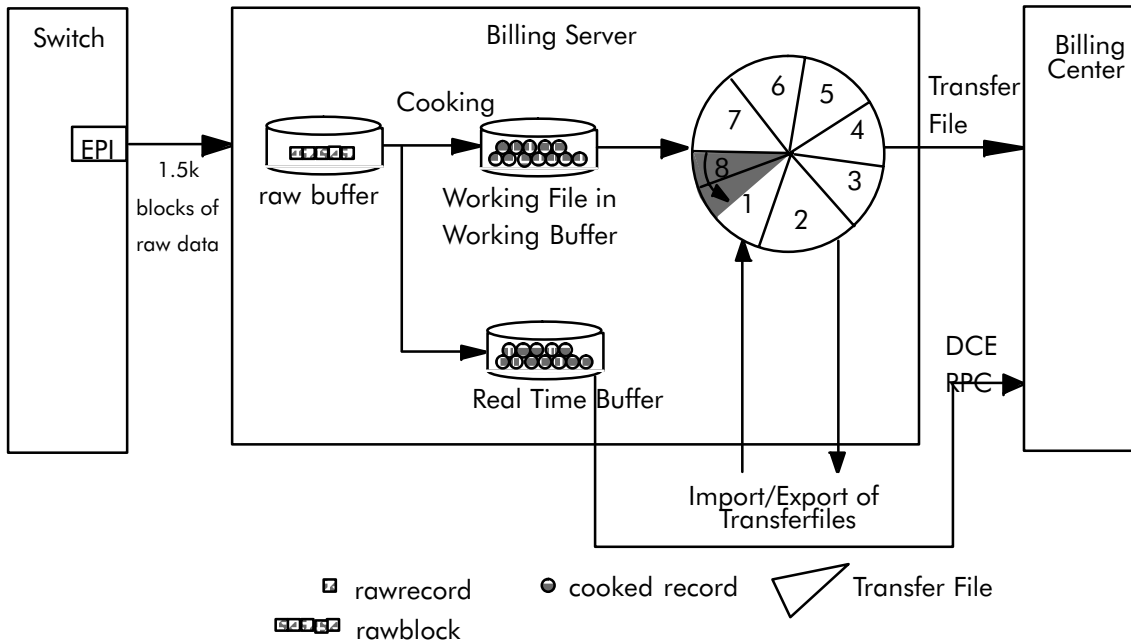 Switch
EPI
1.5k
blocks of
raw data
Billing Server
Cooking
raw buffer
Working File in
Working Buffer
Real Time Buffer
1
2
3
4
5
6
7
8
Transfer
File
Billing
Center
DCE
RPC
Import/Export of
Transferfiles
rawrecord
cooked record
Transfer File
rawblock